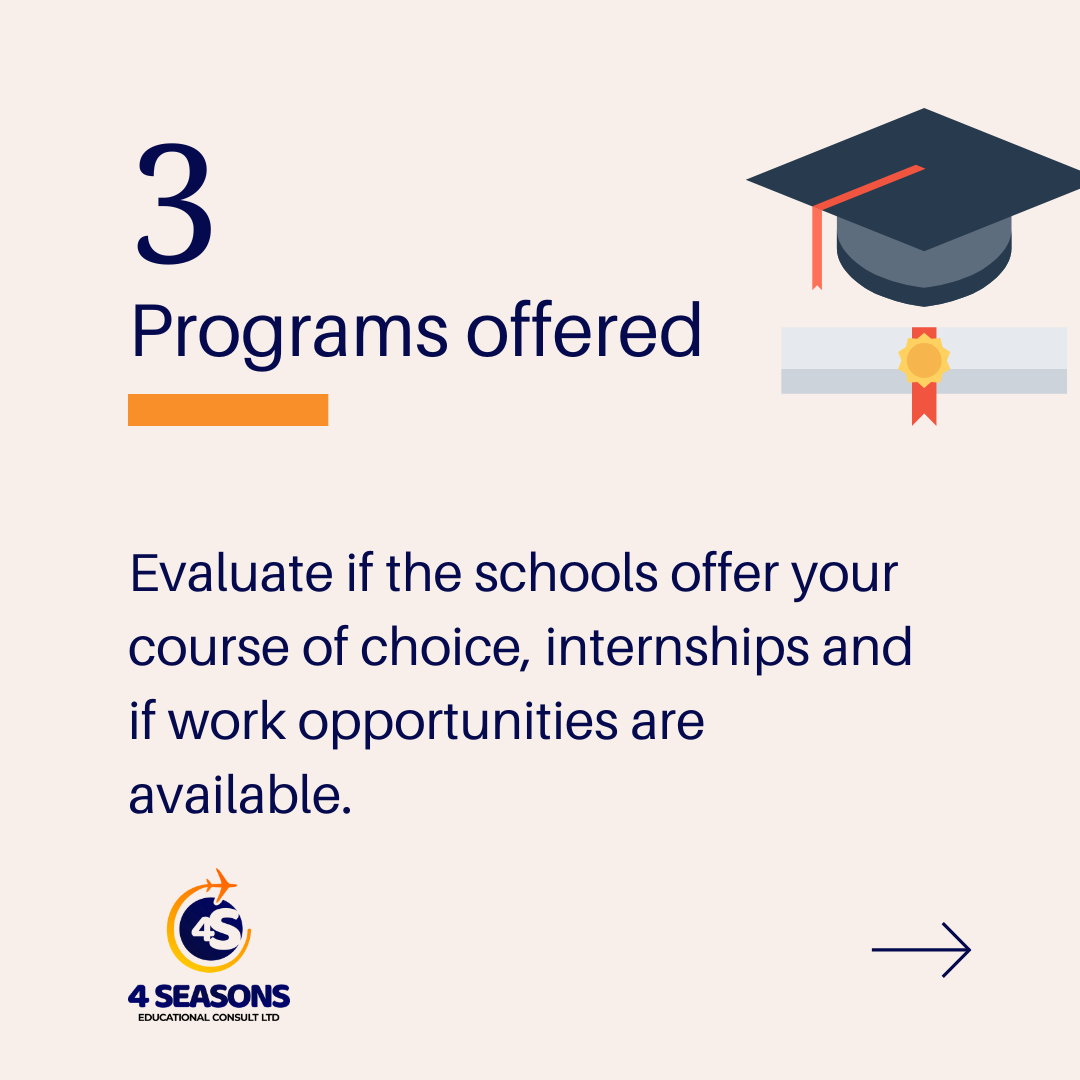 3
Programs offered
Evaluate if the schools offer your
course of choice, internships and
if work opportunities are
available.
4S
4 SEASONS
EDUCATIONAL CONSULT LTD